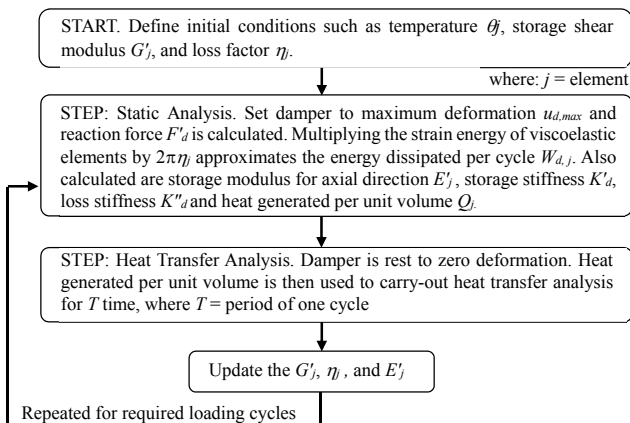 START. Define initial conditions such as temperature θj, storage shear
modulus G′j, and loss factor ηj.
where: j = element
STEP: Static Analysis. Set damper to maximum deformation ud,max and
reaction force F′d is calculated. Multiplying the strain energy of viscoelastic
elements by 2πηj approximates the energy dissipated per cycle Wd, j. Also
calculated are storage modulus for axial direction E′j , storage stiffness K′d,
loss stiffness K″d and heat generated per unit volume Qj.
STEP: Heat Transfer Analysis. Damper is rest to zero deformation. Heat
generated per unit volume is then used to carry-out heat transfer analysis
for T time, where T = period of one cycle
Update the G′j, ηj , and E′j
Repeated for required loading cycles